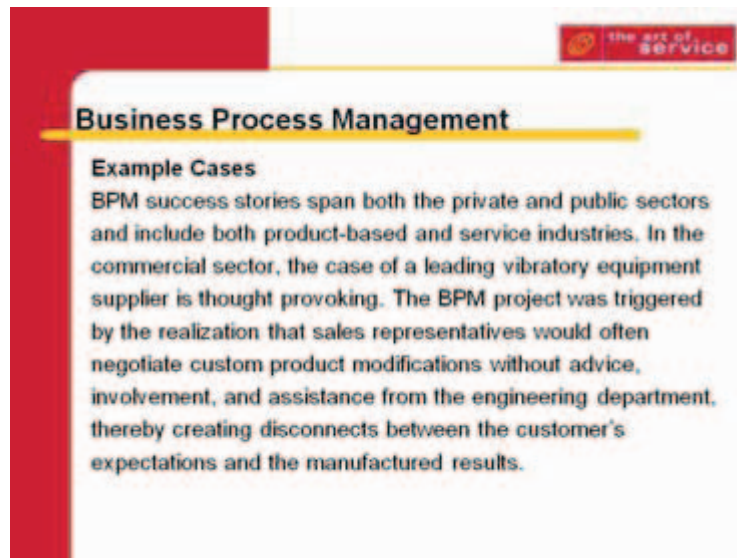 the art of
service
Business Process Management
Example Cases
BPM success stories span both the private and public sectors
and include both product-based and service industries. In the
commercial sector, the case of a leading vibratory equipment
supplier is thought provoking. The BPM project was triggered
by the realization that sales representatives would often
negotiate custom product modifications without advice,
involvement, and assistance from the engineering department,
thereby creating disconnects between the customer's
expectations and the manufactured results.